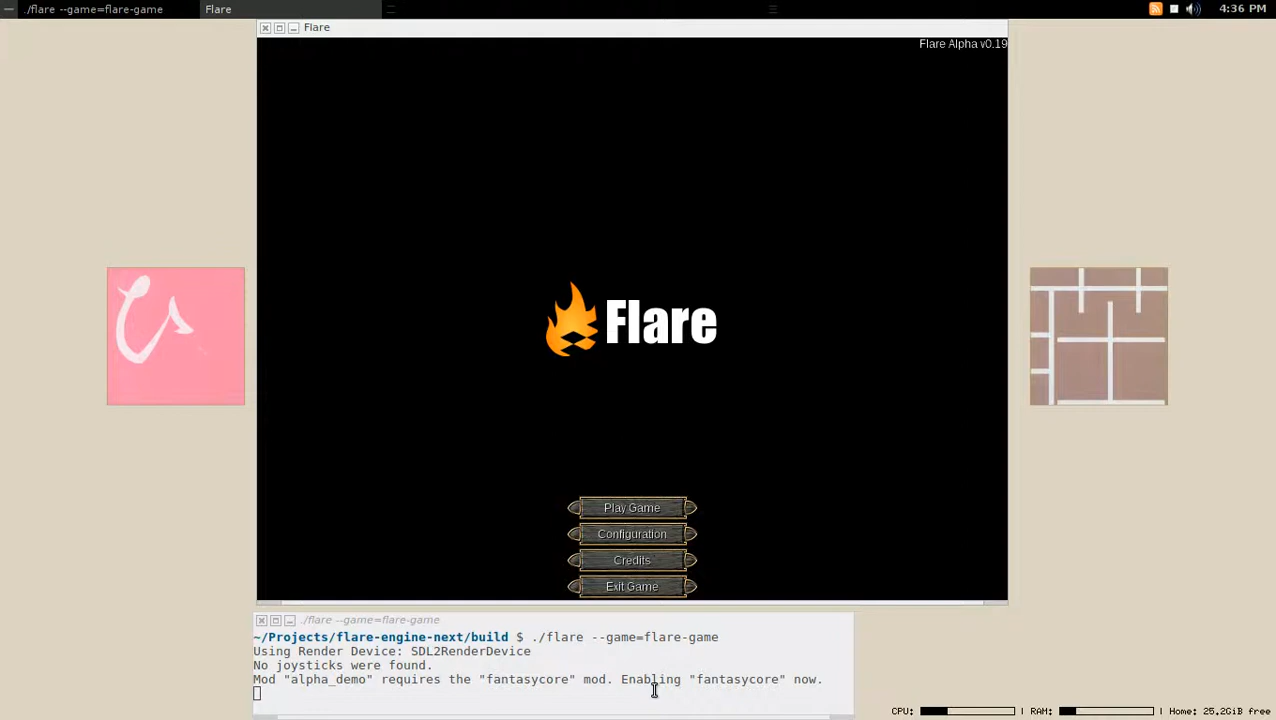 ./flare --game=flare-game
Flare
4:36 PM
Flare
Flare Alpha v0.19
Flare
Play Game
Configuration
Credits
Exit Game
./flare --game=flare-game
~/Projects/flare-engine-next/build $ ./flare --game=flare-game
Using Render Device: SDL2RenderDevice
No joysticks were found.
Mod "alpha_demo" requires the "fantasycore" mod. Enabling "fantasycore" now.
CPU: | RAM: | Home: 25,2GiB free